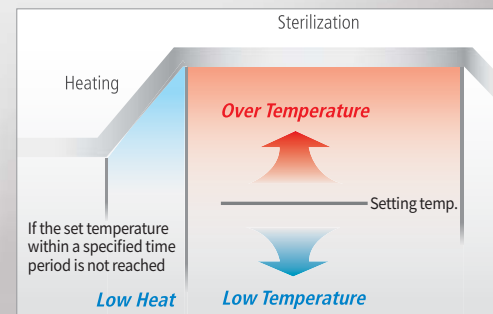 Sterilization
Heating
Over Temperature
Setting temp.
If the set temperature
within a specified time
period is not reached
Low Heat
Low Temperature